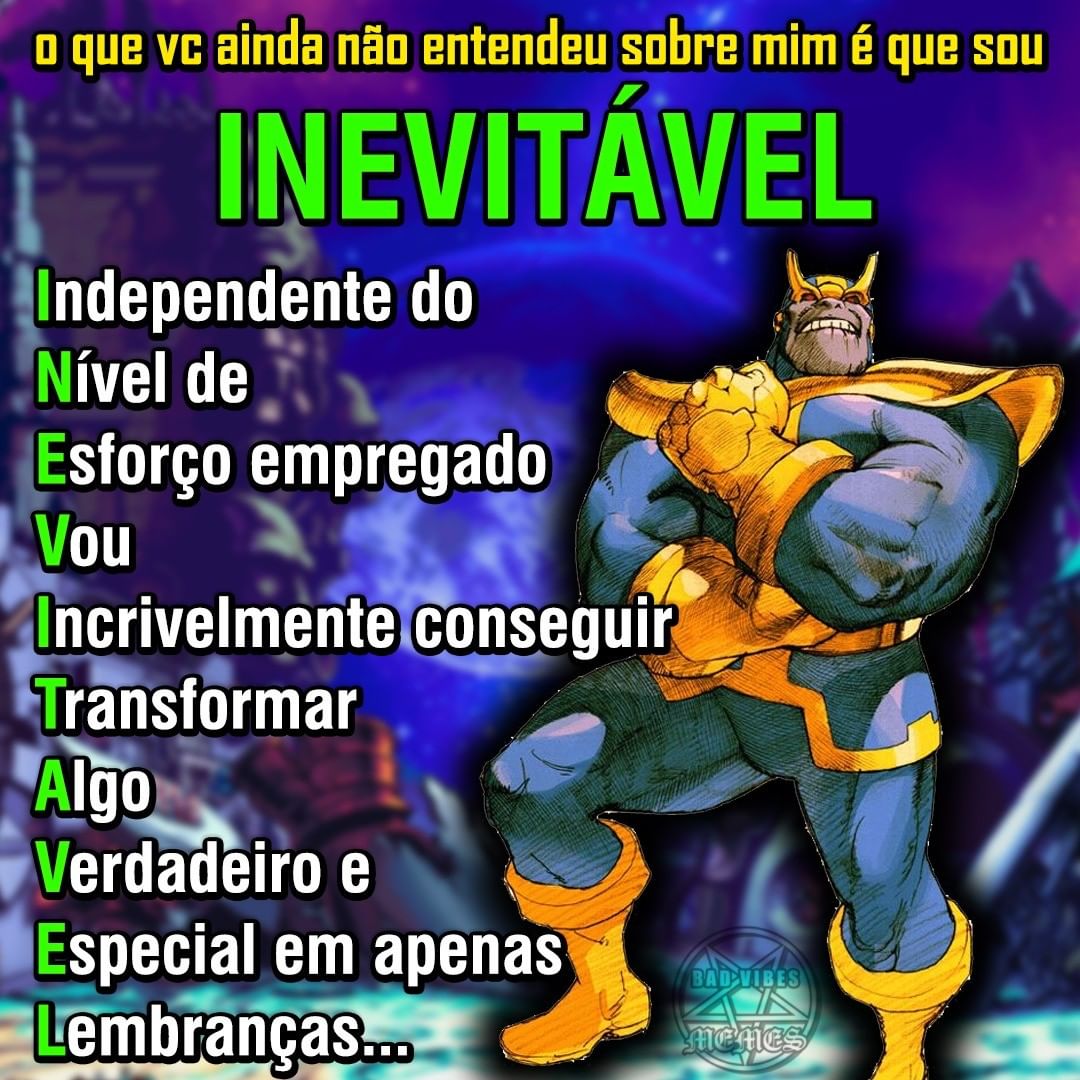 o que vc ainda não entendeu sobre mim é que sou
INEVITÁVEL
Independente do
Nível de
Esforço empregado
Vou
Incrivelmente conseguir
Transformar
Algo
Verdadeiro e
Especial em apenas
Lembranças...
BAD VIBES
MEMES